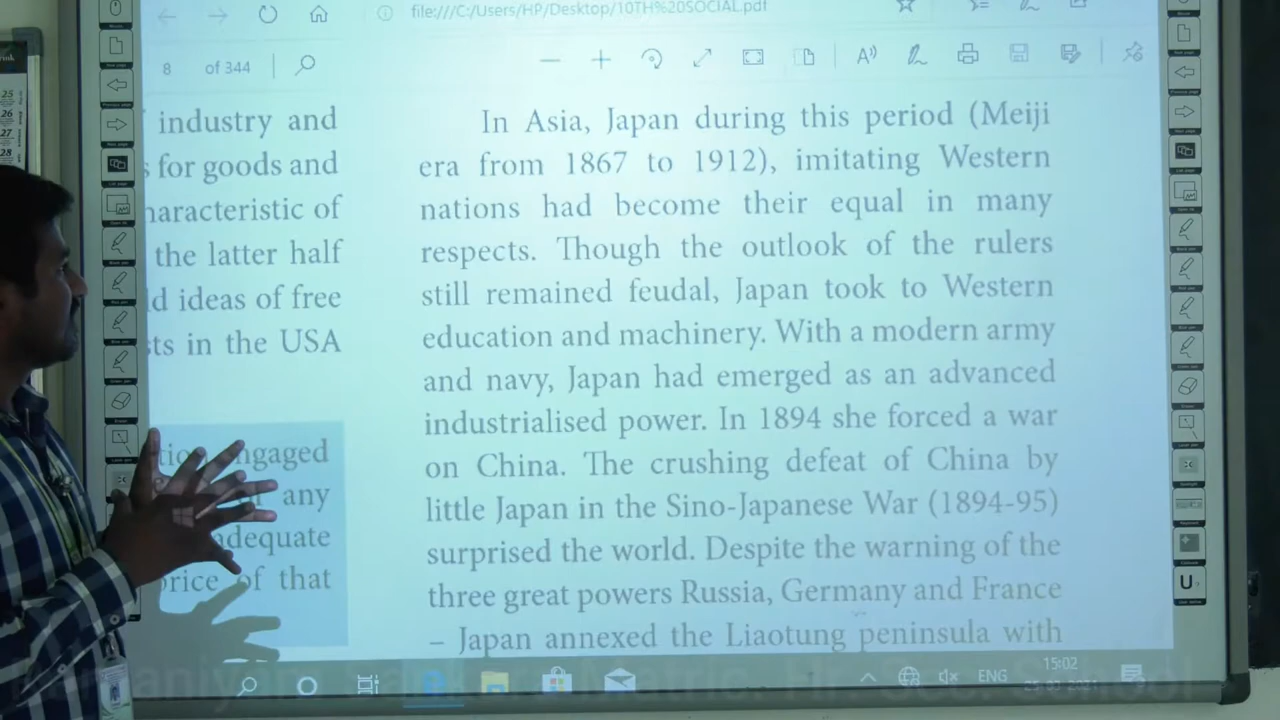 file:///C:/Users/HP/Desktop/10TH%20SOCIAL.pdf
8 of 344
industry and
for goods and
haracteristic of
the latter half
d ideas of free
sts in the USA
ngaged
any
adequate
price of that
In Asia, Japan during this period (Meiji
era from 1867 to 1912), imitating Western
nations had become their equal in many
respects. Though the outlook of the rulers
still remained feudal, Japan took to Western
education and machinery. With a modern army
and navy, Japan had emerged as an advanced
industrialised power. In 1894 she forced a war
on China. The crushing defeat of China by
little Japan in the Sino-Japanese War (1894-95)
surprised the world. Despite the warning of the
three great powers Russia, Germany and France
– Japan annexed the Liaotung peninsula with
ENG
15:02
25
26
27
28
U